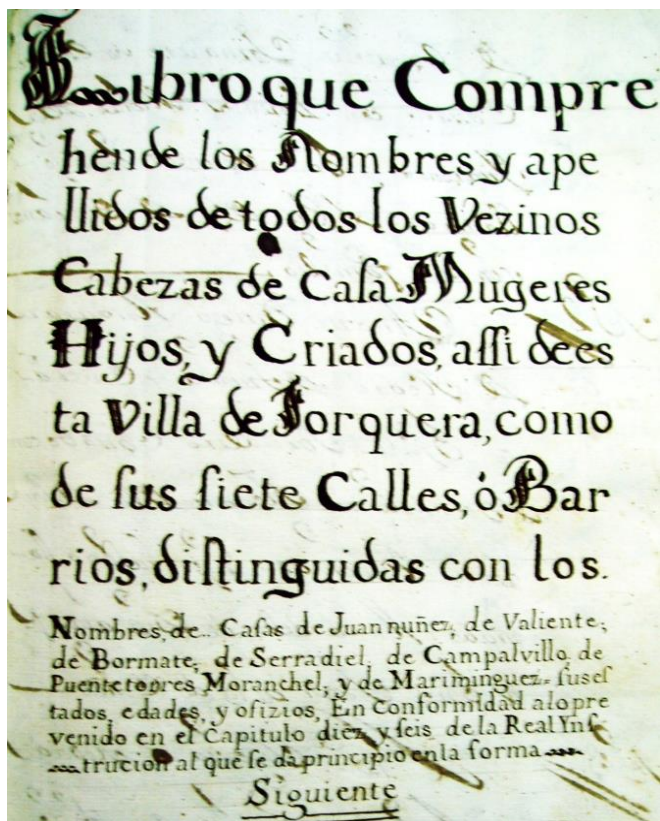 Libro que Compre
hende los Nombres y ape
llidos de todos los Vezinos
Cabezas de Casa Mugeres
Hijos, y Criados, assi de es
ta Villa de Jorquera, como
de sus siete Calles, ó Bar
rios, distinguidas con los.
Nombres, de Casas de Juan nuñez, de Valiente,
de Bormate, de Serradiel, de Campalvillo, de
Puentetorres Moranchel, y de Mariminguez sus es
tados, edades, y ofizios, En Conformidad a lo pre
venido en el Capitulo diez, y seis de la Real Yns
trucion al que se da principio en la forma
Siguiente